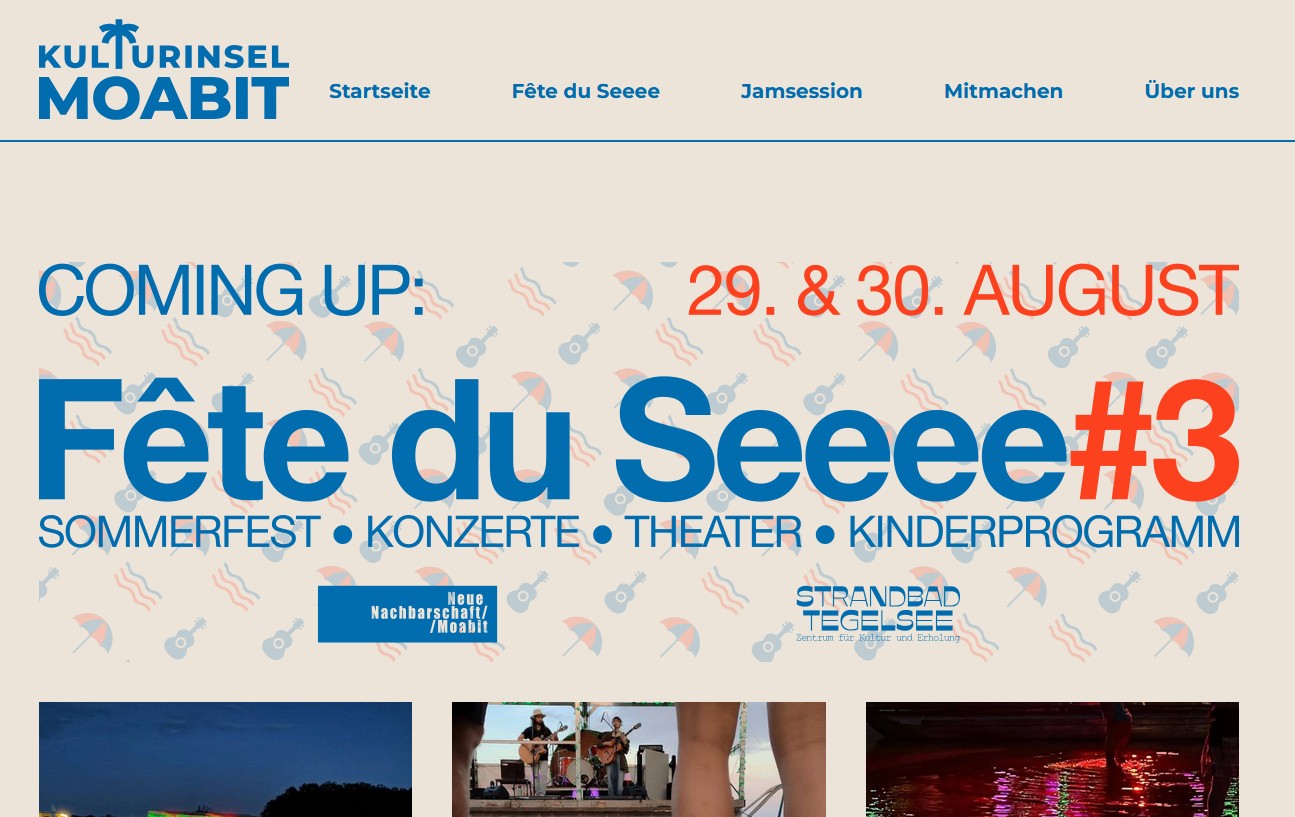 KULTURINSEL
MOABIT
Startseite Fête du Seeee Jamsession Mitmachen Über uns
COMING UP: 29. & 30. AUGUST
Fête du Seeee#3
SOMMERFEST ● KONZERTE ● THEATER ● KINDERPROGRAMM
Neue
Nachbarschaft/
/Moabit
STRANDBAD
TEGELSEE
Zentrum für Kultur und Erholung